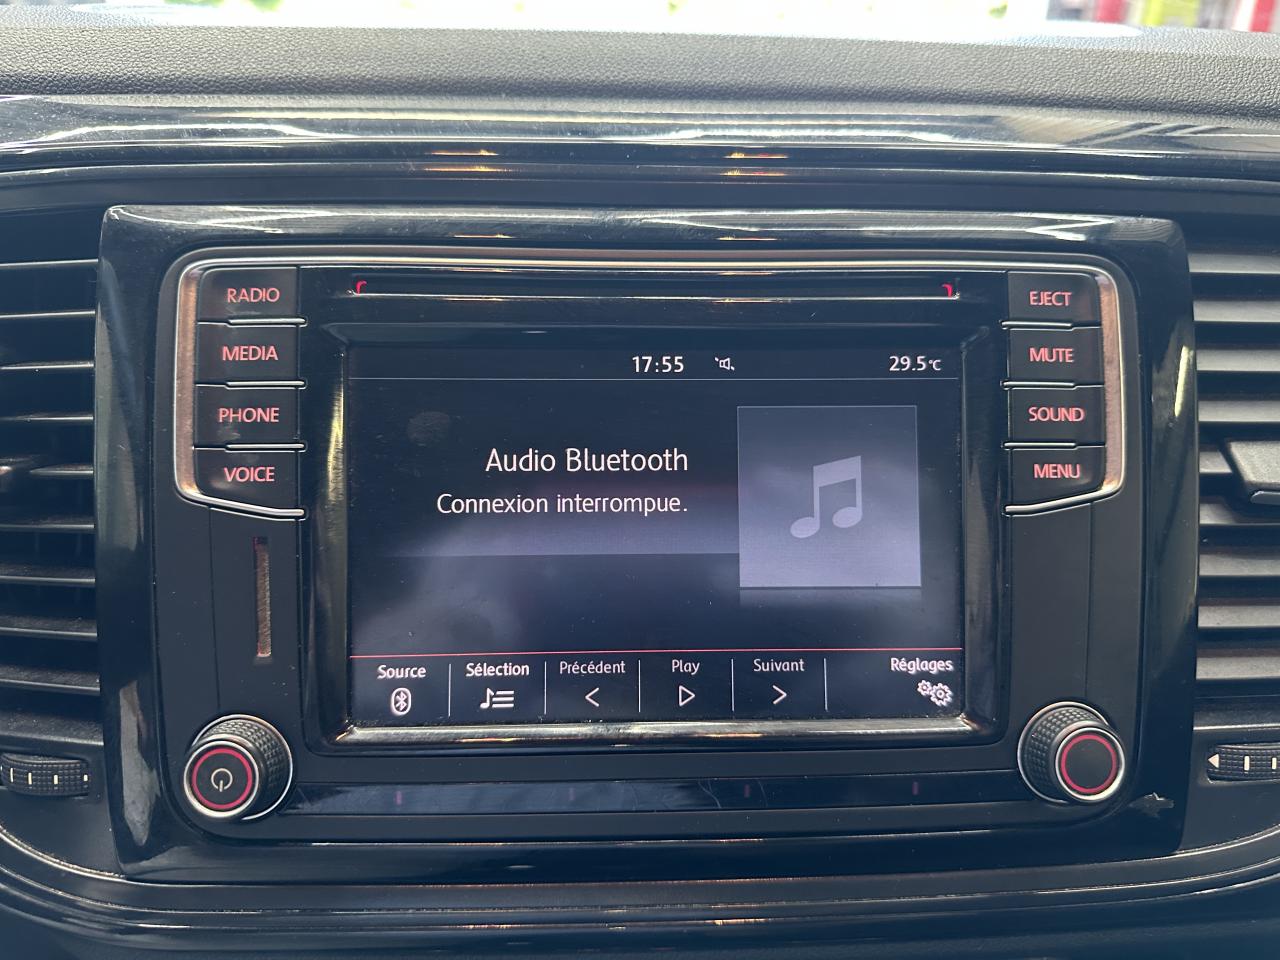 RADIO
MEDIA
PHONE
VOICE
EJECT
MUTE
SOUND
MENU
17:55
29.5°C
Audio Bluetooth
Connexion interrompue.
Source
Sélection
Précédent
Play
Suivant
Réglages